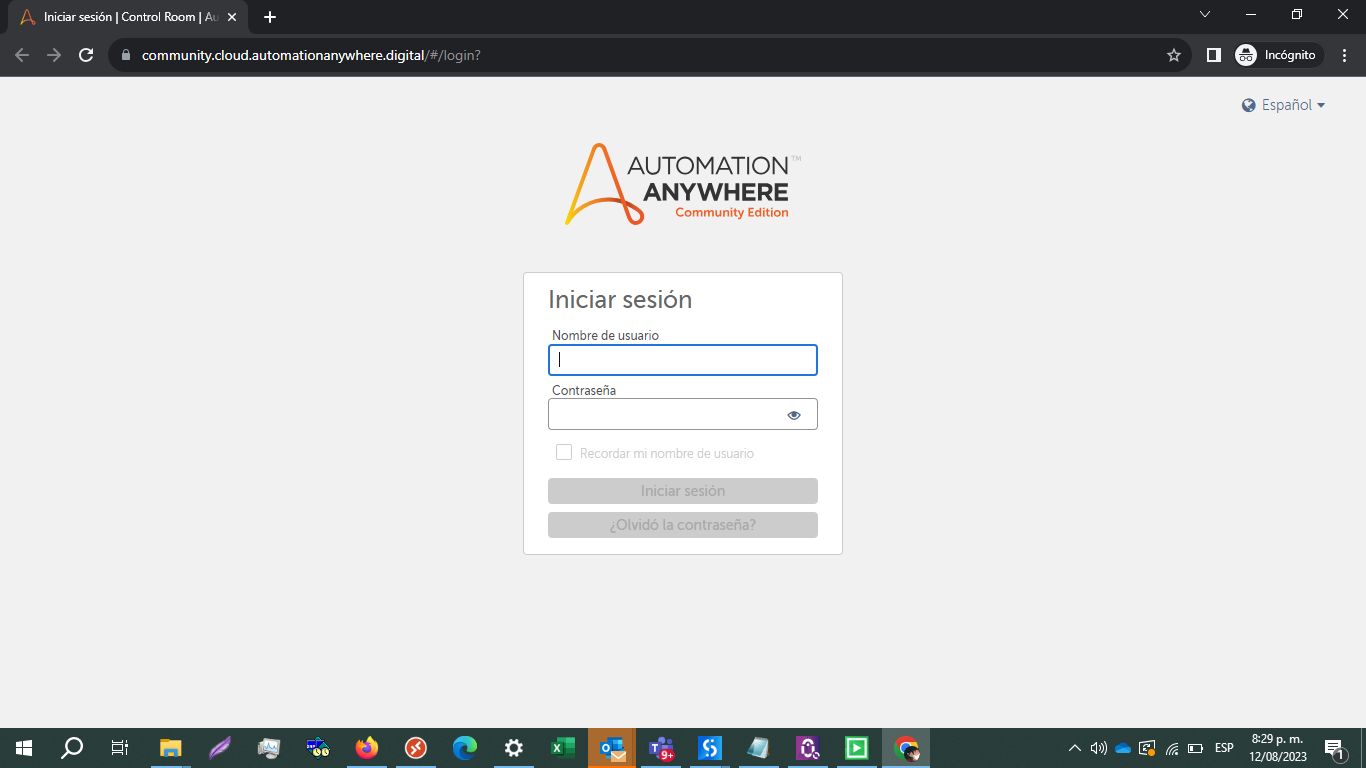 Iniciar sesión | Control Room | Au
community.cloud.automationanywhere.digital/#/login?
Incógnito
Español
AUTOMATION™
ANYWHERE
Community Edition
Iniciar sesión
Nombre de usuario
Contraseña
Recordar mi nombre de usuario
Iniciar sesión
¿Olvidó la contraseña?
9+
ESP
8:29 p. m.
12/08/2023
1